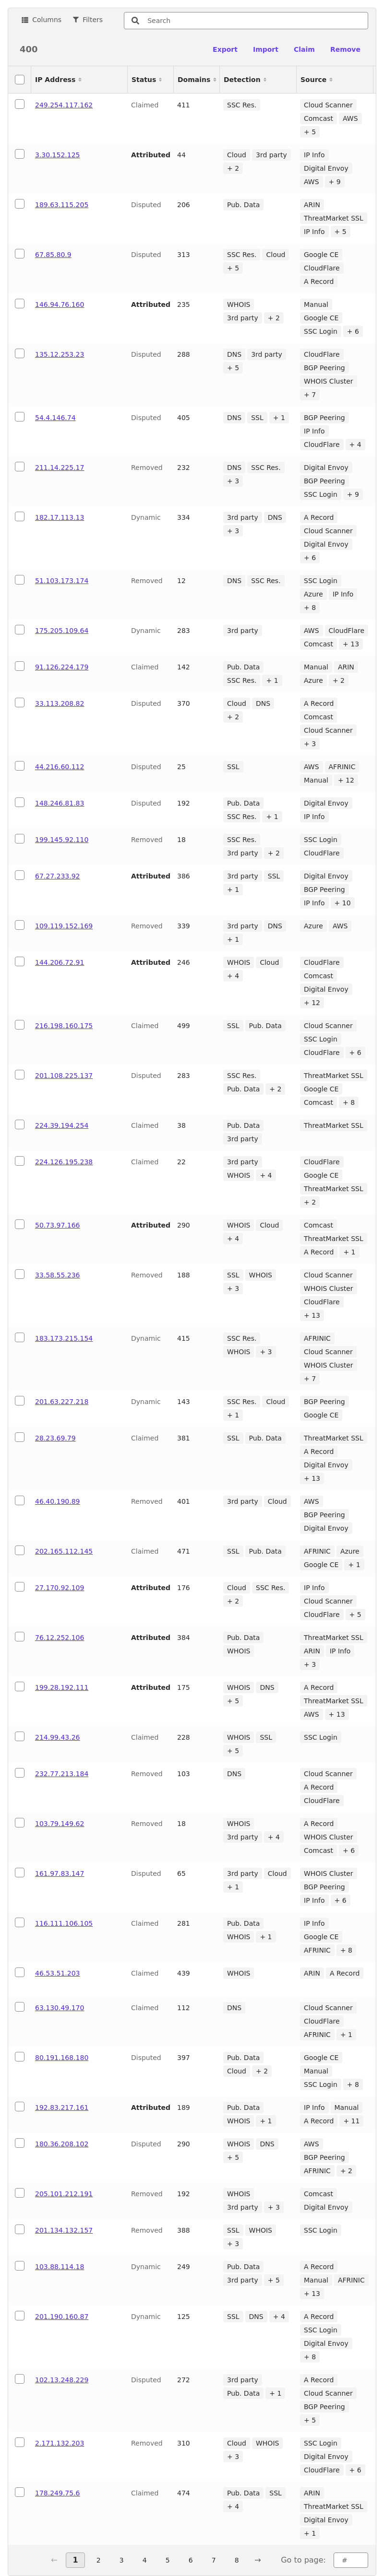 Columns Filters Search
400 Export Import Claim Remove
IP Address Status Domains Detection Source
249.254.117.162 Claimed 411 SSC Res. Cloud Scanner
Comcast AWS
+ 5
3.30.152.125 Attributed 44 Cloud 3rd party IP Info
+ 2 Digital Envoy
AWS + 9
189.63.115.205 Disputed 206 Pub. Data ARIN
ThreatMarket SSL
IP Info + 5
67.85.80.9 Disputed 313 SSC Res. Cloud Google CE
+ 5 CloudFlare
A Record
146.94.76.160 Attributed 235 WHOIS Manual
3rd party + 2 Google CE
SSC Login + 6
135.12.253.23 Disputed 288 DNS 3rd party CloudFlare
+ 5 BGP Peering
WHOIS Cluster
+ 7
54.4.146.74 Disputed 405 DNS SSL + 1 BGP Peering
IP Info
CloudFlare + 4
211.14.225.17 Removed 232 DNS SSC Res. Digital Envoy
+ 3 BGP Peering
SSC Login + 9
182.17.113.13 Dynamic 334 3rd party DNS A Record
+ 3 Cloud Scanner
Digital Envoy
+ 6
51.103.173.174 Removed 12 DNS SSC Res. SSC Login
Azure IP Info
+ 8
175.205.109.64 Dynamic 283 3rd party AWS CloudFlare
Comcast + 13
91.126.224.179 Claimed 142 Pub. Data Manual ARIN
SSC Res. + 1 Azure + 2
33.113.208.82 Disputed 370 Cloud DNS A Record
+ 2 Comcast
Cloud Scanner
+ 3
44.216.60.112 Disputed 25 SSL AWS AFRINIC
Manual + 12
148.246.81.83 Disputed 192 Pub. Data Digital Envoy
SSC Res. + 1 IP Info
199.145.92.110 Removed 18 SSC Res. SSC Login
3rd party + 2 CloudFlare
67.27.233.92 Attributed 386 3rd party SSL Digital Envoy
+ 1 BGP Peering
IP Info + 10
109.119.152.169 Removed 339 3rd party DNS Azure AWS
+ 1
144.206.72.91 Attributed 246 WHOIS Cloud CloudFlare
+ 4 Comcast
Digital Envoy
+ 12
216.198.160.175 Claimed 499 SSL Pub. Data Cloud Scanner
SSC Login
CloudFlare + 6
201.108.225.137 Disputed 283 SSC Res. ThreatMarket SSL
Pub. Data + 2 Google CE
Comcast + 8
224.39.194.254 Claimed 38 Pub. Data ThreatMarket SSL
3rd party
224.126.195.238 Claimed 22 3rd party CloudFlare
WHOIS + 4 Google CE
ThreatMarket SSL
+ 2
50.73.97.166 Attributed 290 WHOIS Cloud Comcast
+ 4 ThreatMarket SSL
A Record + 1
33.58.55.236 Removed 188 SSL WHOIS Cloud Scanner
+ 3 WHOIS Cluster
CloudFlare
+ 13
183.173.215.154 Dynamic 415 SSC Res. AFRINIC
WHOIS + 3 Cloud Scanner
WHOIS Cluster
+ 7
201.63.227.218 Dynamic 143 SSC Res. Cloud BGP Peering
+ 1 Google CE
28.23.69.79 Claimed 381 SSL Pub. Data ThreatMarket SSL
A Record
Digital Envoy
+ 13
46.40.190.89 Removed 401 3rd party Cloud AWS
BGP Peering
Digital Envoy
202.165.112.145 Claimed 471 SSL Pub. Data AFRINIC Azure
Google CE + 1
27.170.92.109 Attributed 176 Cloud SSC Res. IP Info
+ 2 Cloud Scanner
CloudFlare + 5
76.12.252.106 Attributed 384 Pub. Data ThreatMarket SSL
WHOIS ARIN IP Info
+ 3
199.28.192.111 Attributed 175 WHOIS DNS A Record
+ 5 ThreatMarket SSL
AWS + 13
214.99.43.26 Claimed 228 WHOIS SSL SSC Login
+ 5
232.77.213.184 Removed 103 DNS Cloud Scanner
A Record
CloudFlare
103.79.149.62 Removed 18 WHOIS A Record
3rd party + 4 WHOIS Cluster
Comcast + 6
161.97.83.147 Disputed 65 3rd party Cloud WHOIS Cluster
+ 1 BGP Peering
IP Info + 6
116.111.106.105 Claimed 281 Pub. Data IP Info
WHOIS + 1 Google CE
AFRINIC + 8
46.53.51.203 Claimed 439 WHOIS ARIN A Record
63.130.49.170 Claimed 112 DNS Cloud Scanner
CloudFlare
AFRINIC + 1
80.191.168.180 Disputed 397 Pub. Data Google CE
Cloud + 2 Manual
SSC Login + 8
192.83.217.161 Attributed 189 Pub. Data IP Info Manual
WHOIS + 1 A Record + 11
180.36.208.102 Disputed 290 WHOIS DNS AWS
+ 5 BGP Peering
AFRINIC + 2
205.101.212.191 Removed 192 WHOIS Comcast
3rd party + 3 Digital Envoy
201.134.132.157 Removed 388 SSL WHOIS SSC Login
+ 3
103.88.114.18 Dynamic 249 Pub. Data A Record
3rd party + 5 Manual AFRINIC
+ 13
201.190.160.87 Dynamic 125 SSL DNS + 4 A Record
SSC Login
Digital Envoy
+ 8
102.13.248.229 Disputed 272 3rd party A Record
Pub. Data + 1 Cloud Scanner
BGP Peering
+ 5
2.171.132.203 Removed 310 Cloud WHOIS SSC Login
+ 3 Digital Envoy
CloudFlare + 6
178.249.75.6 Claimed 474 Pub. Data SSL ARIN
+ 4 ThreatMarket SSL
Digital Envoy
+ 1
← 1 2 3 4 5 6 7 8 → Go to page: #